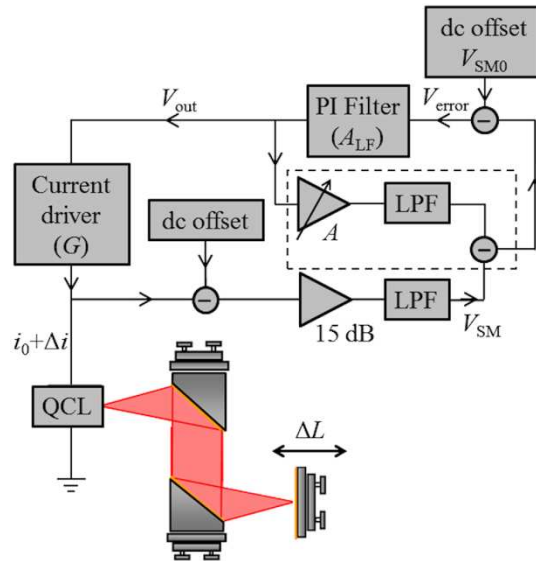 dc offset
V_SM0
V_out
PI Filter
(A_LF)
V_error
Current
driver
(G)
dc offset
A
LPF
15 dB
LPF
V_SM
i_0+Δi
QCL
ΔL